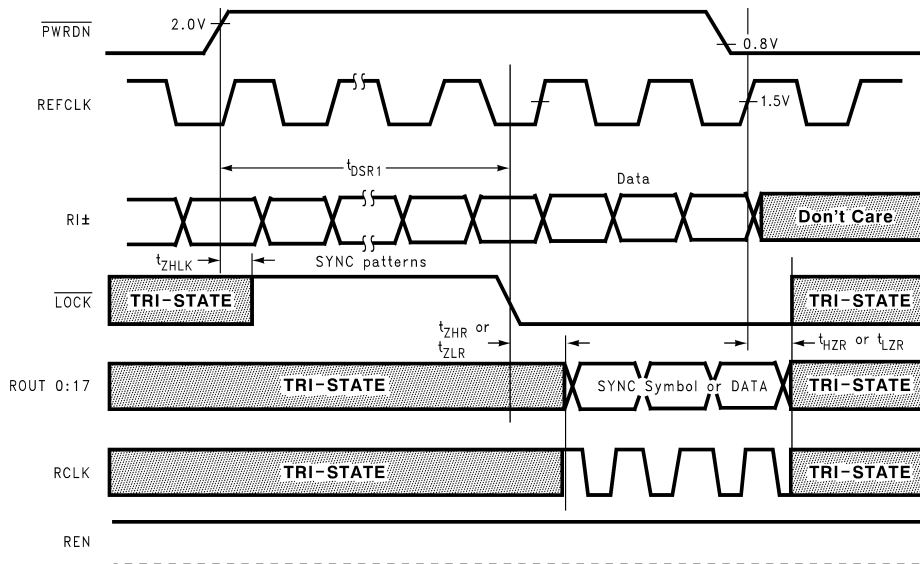 PWRDN
2.0V
0.8V
REFCLK
1.5V
tDSR1
Data
RI±
Don't Care
tZHLK
SYNC patterns
LOCK
TRI-STATE
TRI-STATE
tZHR or
tZLR
tHZR or tLZR
ROUT 0:17
TRI-STATE
SYNC Symbol or DATA
TRI-STATE
RCLK
TRI-STATE
TRI-STATE
REN